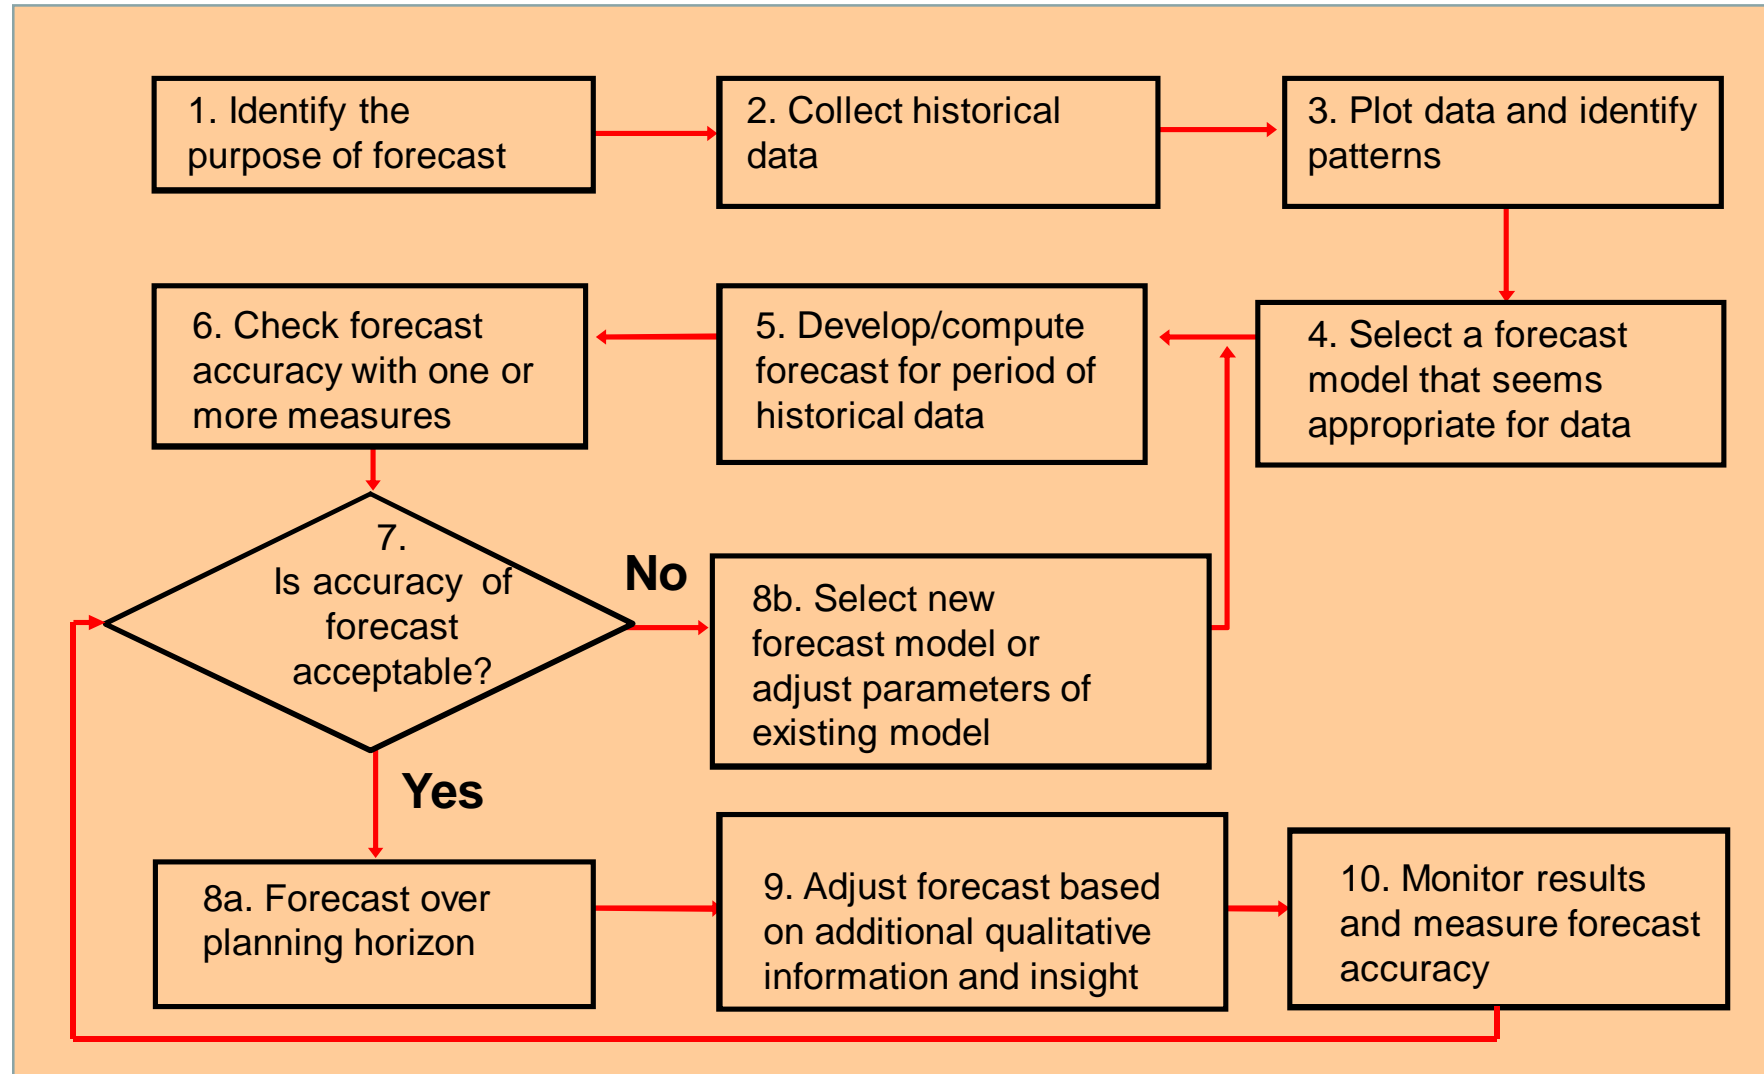 1. Identify the
purpose of forecast
2. Collect historical
data
3. Plot data and identify
patterns
4. Select a forecast
model that seems
appropriate for data
5. Develop/compute
forecast for period of
historical data
6. Check forecast
accuracy with one or
more measures
7.
Is accuracy of
forecast
acceptable?
No
8b. Select new
forecast model or
adjust parameters of
existing model
Yes
8a. Forecast over
planning horizon
9. Adjust forecast based
on additional qualitative
information and insight
10. Monitor results
and measure forecast
accuracy